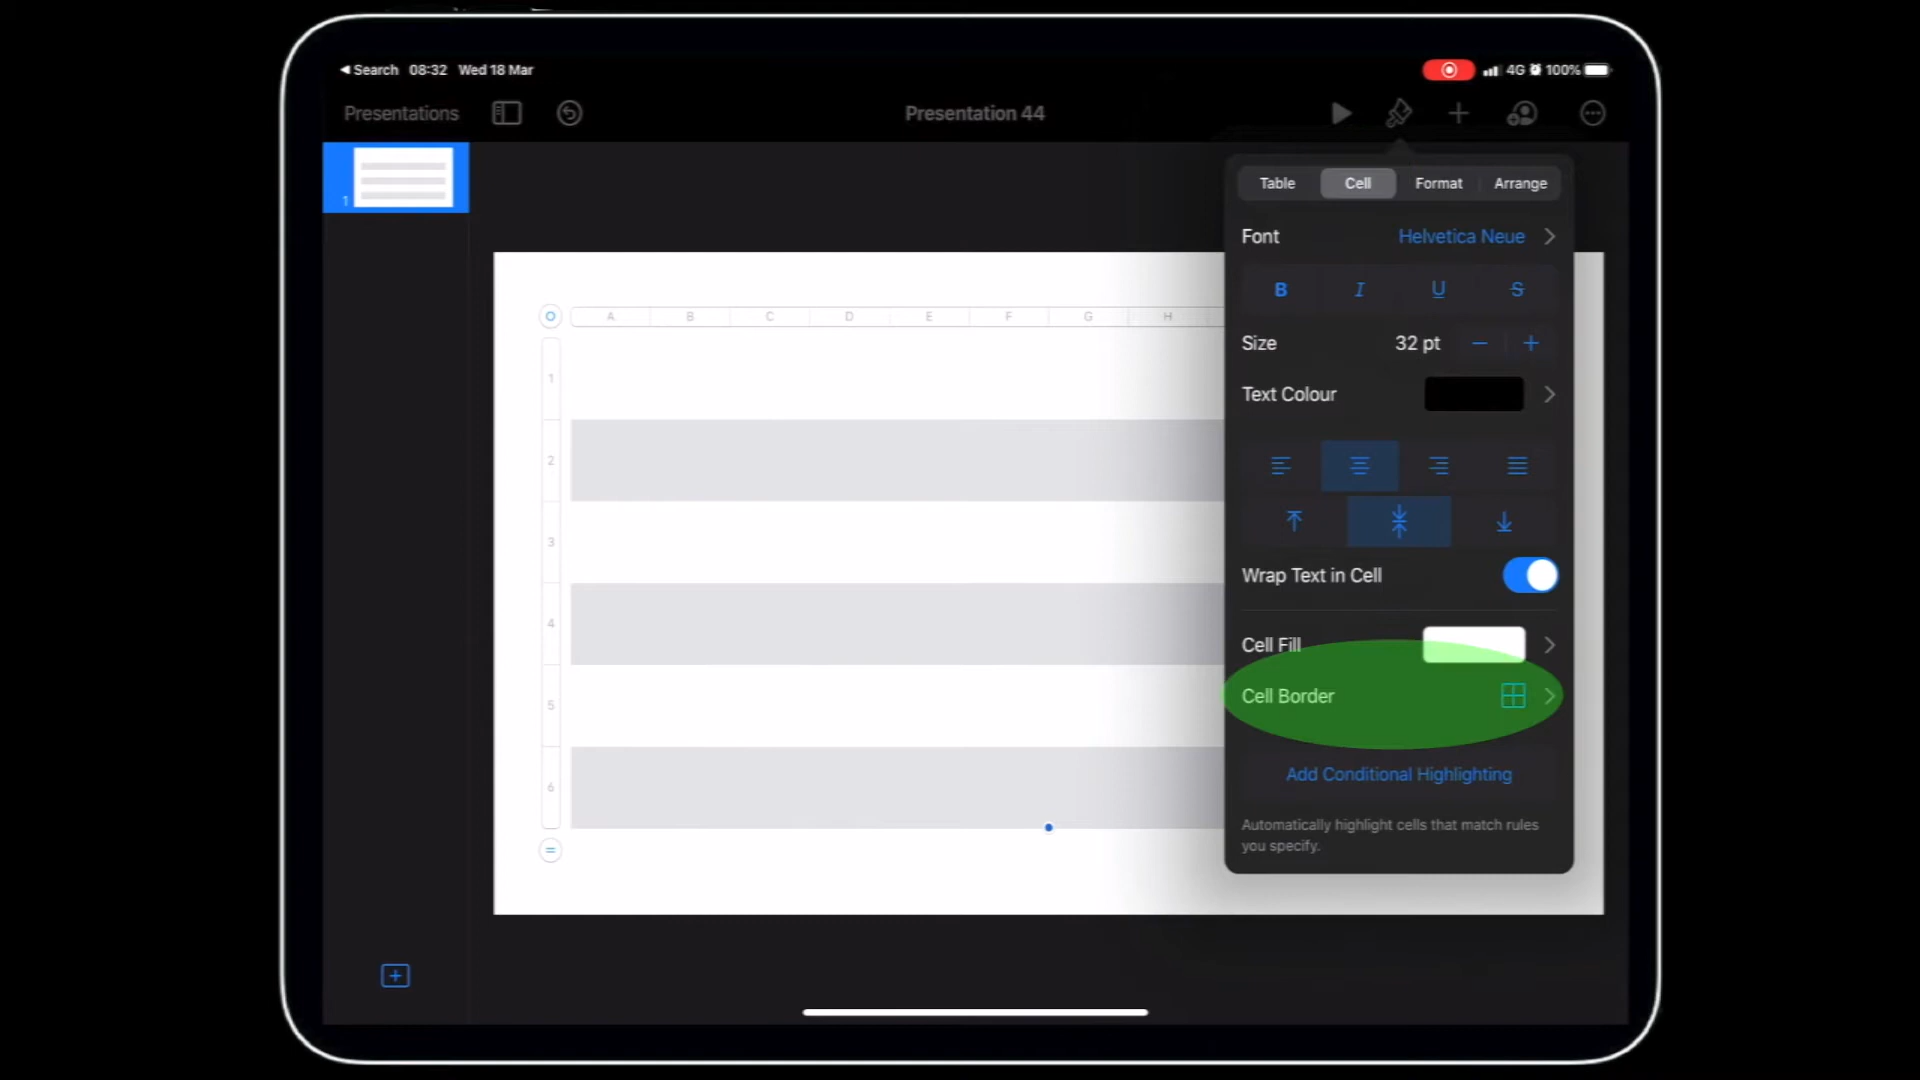 Search 08:32 Wed 18 Mar
4G 100%
Presentations
Presentation 44
1
Table Cell Format Arrange
Font Helvetica Neue
B I U S
Size 32 pt
Text Colour
Wrap Text in Cell
Cell Fill
Cell Border
Add Conditional Highlighting
Automatically highlight cells that match rules
you specify.
A B C D E F G H
1
2
3
4
5
6